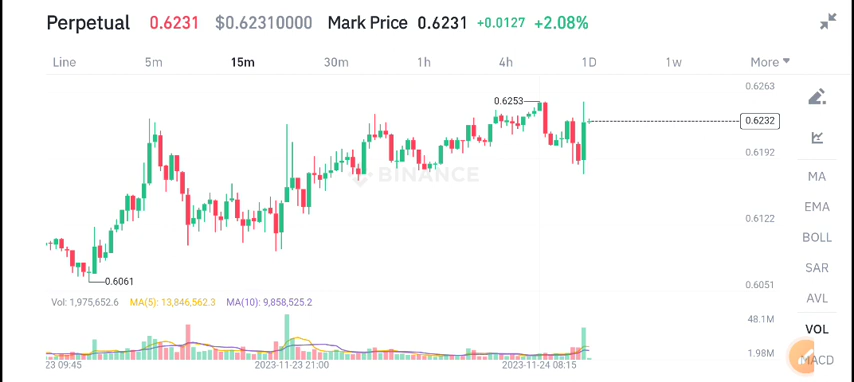 Perpetual 0.6231 $0.62310000 Mark Price 0.6231 +0.0127 +2.08%
Line 5m 15m 30m 1h 4h 1D 1w More
0.6263
0.6253
0.6232
0.6192
MA
BINANCE
EMA
0.6122
BOLL
SAR
0.6061
0.6051
Vol: 1,975,652.6 MA(5): 13,846,562.3 MA(10): 9,858,525.2
AVL
48.1M
VOL
1.98M
MACD
23 09:45 2023-11-23 21:00 2023-11-24 08:15